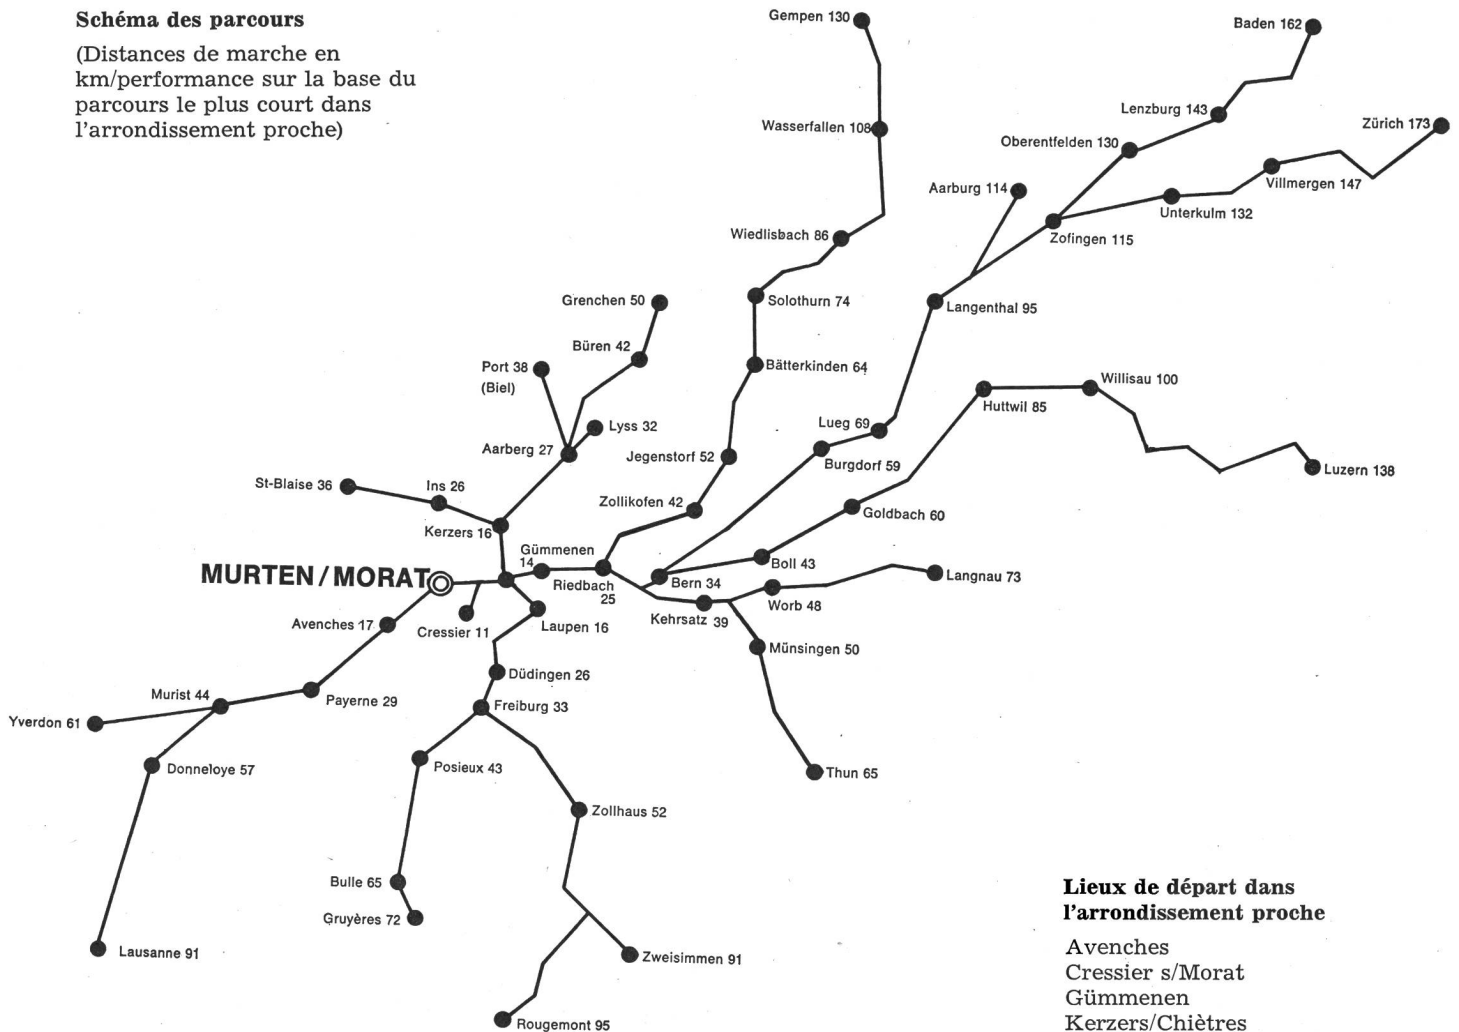 Schéma des parcours
(Distances de marche en
km/performance sur la base du
parcours le plus court dans
l'arrondissement proche)
Gempen 130
Baden 162
Lenzburg 143
Zürich 173
Wasserfallen 108
Oberentfelden 130
Aarburg 114
Villmergen 147
Unterkulm 132
Wiedlisbach 86
Zofingen 115
Grenchen 50
Solothurn 74
Langenthal 95
Büren 42
Port 38
(Biel)
Bätterkinden 64
Willisau 100
Huttwil 85
Lyss 32
Lueg 69
Aarberg 27
Jegenstorf 52
Burgdorf 59
Luzern 138
St-Blaise 36
Ins 26
Zollikofen 42
Goldbach 60
Kerzers 16
Gümmenen
14
MURTEN/MORAT
Riedbach
25
Boll 43
Bern 34
Langnau 73
Worb 48
Kehrsatz 39
Avenches 17
Cressier 11
Laupen 16
Münsingen 50
Düdingen 26
Murist 44
Payerne 29
Freiburg 33
Yverdon 61
Donneloye 57
Posieux 43
Thun 65
Zollhaus 52
Bulle 65
Gruyères 72
Lausanne 91
Zweisimmen 91
Rougemont 95
Lieux de départ dans
l'arrondissement proche
Avenches
Cressier s/Morat
Gümmenen
Kerzers/Chiètres